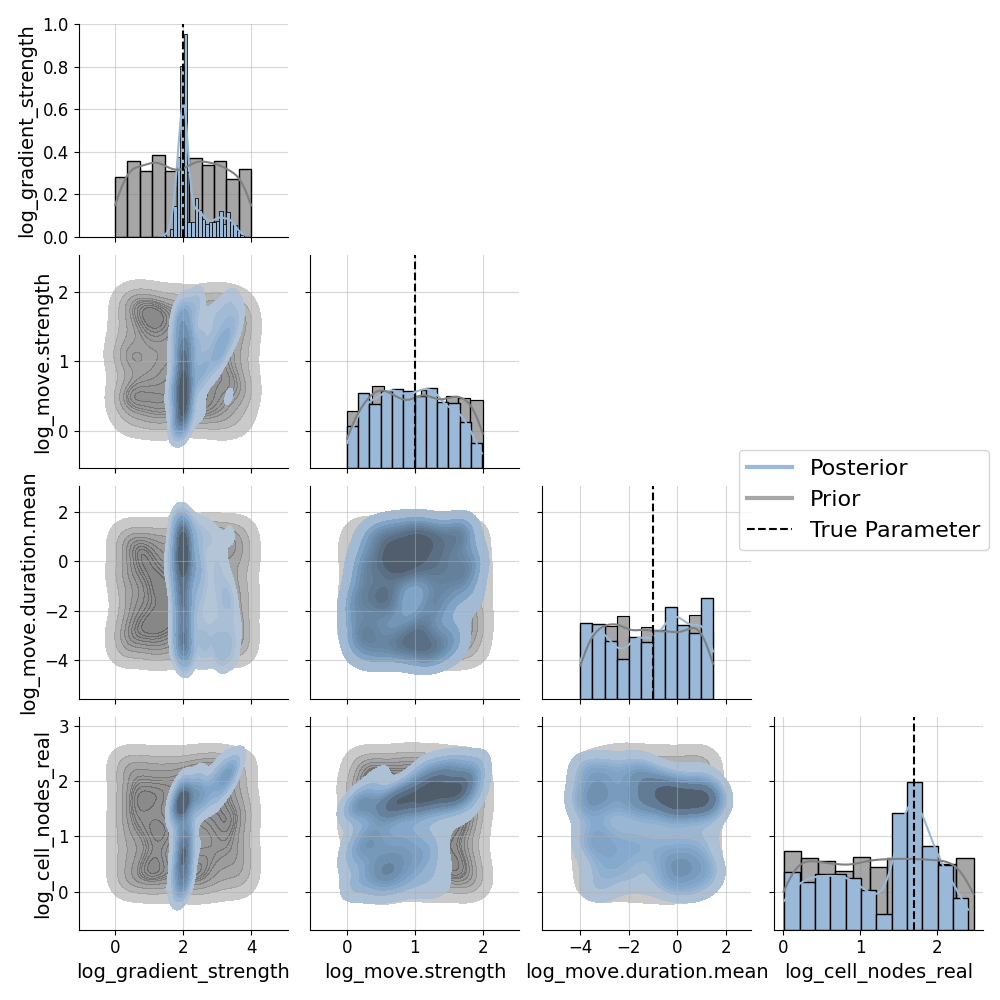 1.0
0.8
0.6
0.4
0.2
0.0
log_gradient_strength
2
1
0
log_move.strength
2
0
−2
−4
log_move.duration.mean
Posterior
Prior
True Parameter
3
2
1
0
log_cell_nodes_real
0 2 4
0 1 2
−4 −2 0 2
0 1 2
log_gradient_strength
log_move.strength
log_move.duration.mean
log_cell_nodes_real